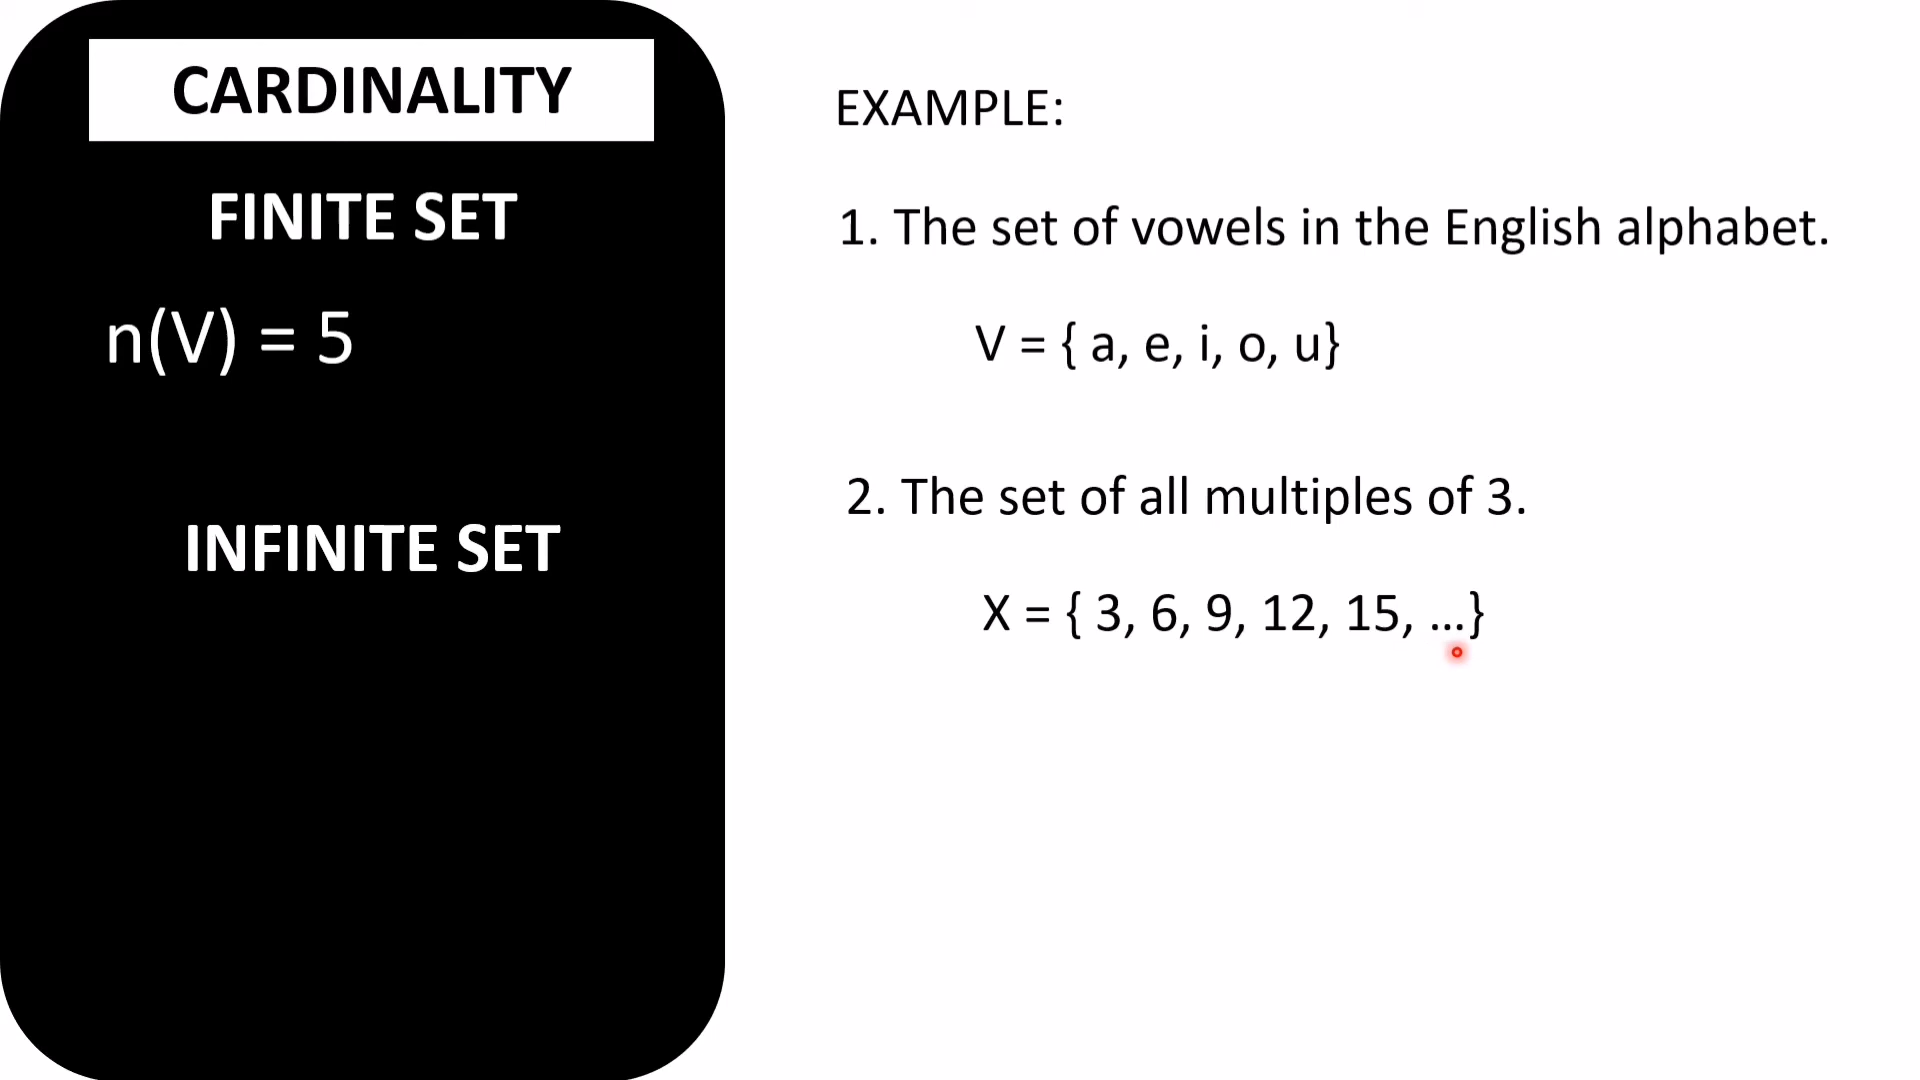 CARDINALITY
FINITE SET
n(V) = 5
INFINITE SET
EXAMPLE:
1. The set of vowels in the English alphabet.
V = { a, e, i, o, u}
2. The set of all multiples of 3.
X = { 3, 6, 9, 12, 15, ...}